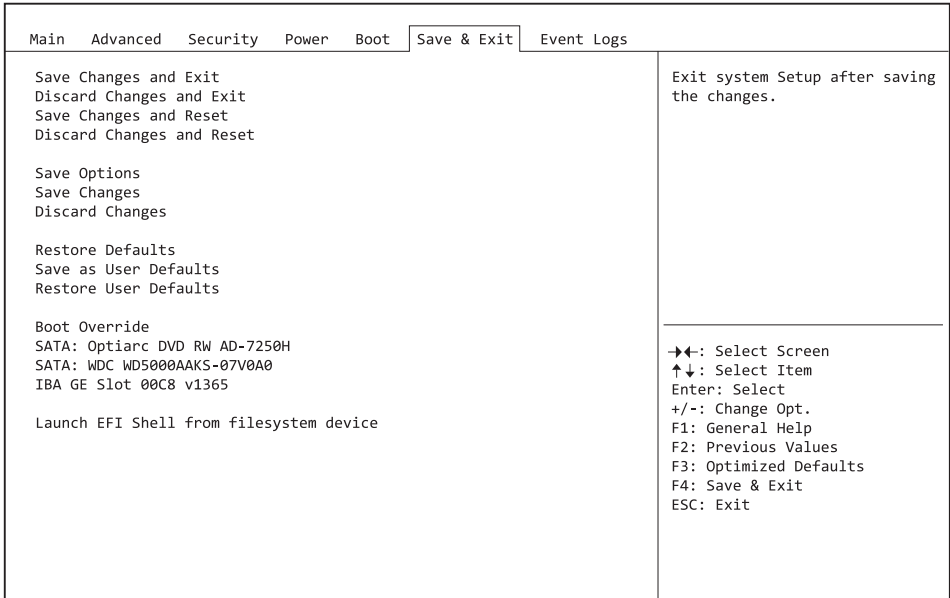 Main Advanced Security Power Boot Save & Exit Event Logs
Save Changes and Exit
Discard Changes and Exit
Save Changes and Reset
Discard Changes and Reset
Save Options
Save Changes
Discard Changes
Restore Defaults
Save as User Defaults
Restore User Defaults
Boot Override
SATA: Optiarc DVD RW AD-7250H
SATA: WDC WD5000AAKS-07V0A0
IBA GE Slot 00C8 v1365
Launch EFI Shell from filesystem device
Exit system Setup after saving
the changes.
→←: Select Screen
↑↓: Select Item
Enter: Select
+/-: Change Opt.
F1: General Help
F2: Previous Values
F3: Optimized Defaults
F4: Save & Exit
ESC: Exit